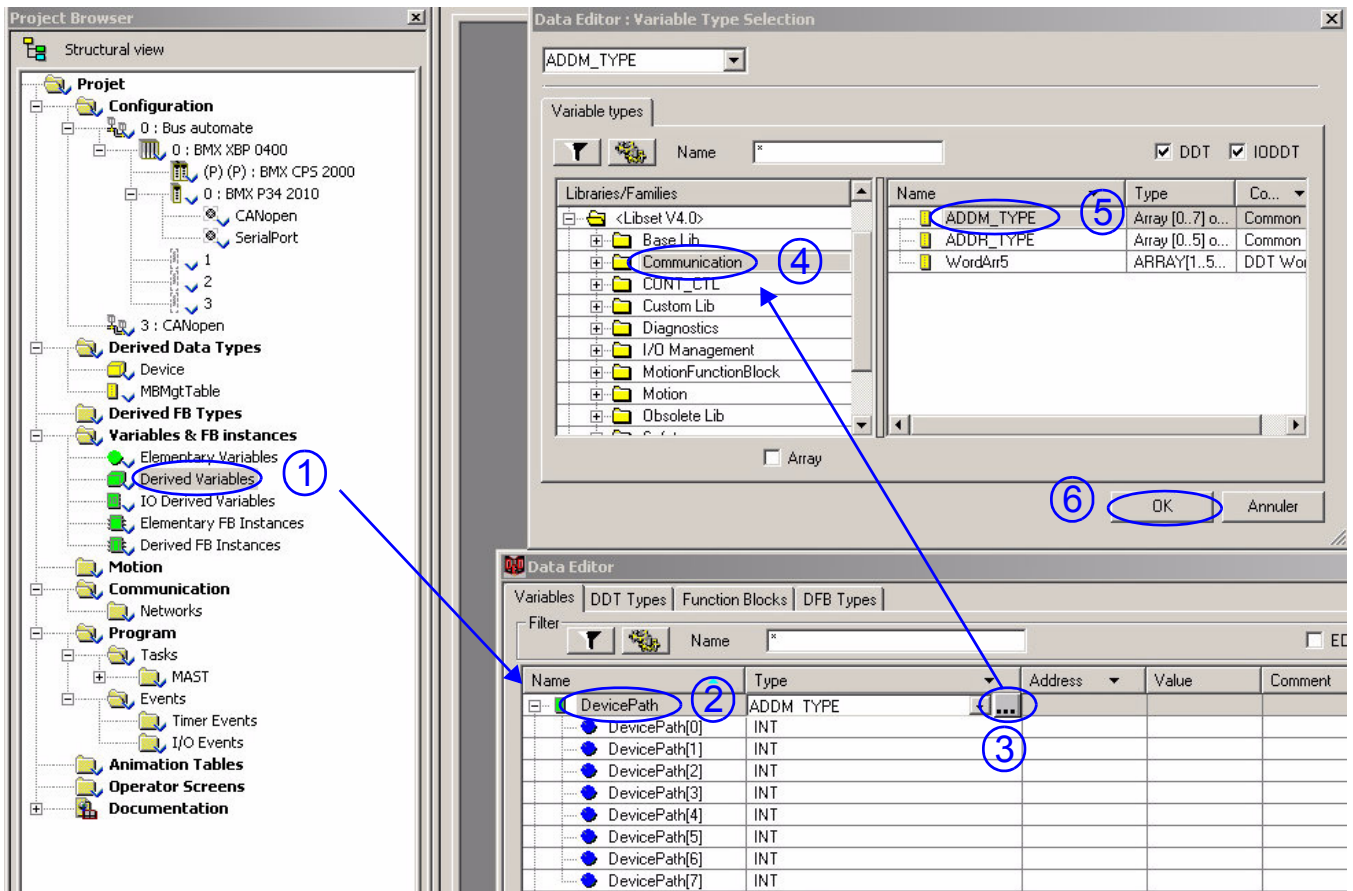 Project Browser
Structural view
Projet
Configuration
0 : Bus automate
0 : BMX XBP 0400
(P) (P) : BMX CPS 2000
0 : BMX P34 2010
CANopen
SerialPort
1
2
3
3 : CANopen
Derived Data Types
Device
MBMgtTable
Derived FB Types
Variables & FB instances
Elementary Variables
Derived Variables
1
IO Derived Variables
Elementary FB Instances
Derived FB Instances
Motion
Communication
Networks
Program
Tasks
MAST
Events
Timer Events
I/O Events
Animation Tables
Operator Screens
Documentation
Data Editor : Variable Type Selection
ADDM_TYPE
Variable types
Name * DDT IODDT
Libraries/Families
<Libset V4.0>
Base Lib
Communication
4
CONT_CTL
Custom Lib
Diagnostics
I/O Management
MotionFunctionBlock
Motion
Obsolete Lib
Name Type Co...
ADDM_TYPE 5 Array [0..7] o... Common
ADDR_TYPE Array [0..5] o... Common
WordArr5 ARRAY[1..5... DDT Wor
Array
6 OK Annuler
Data Editor
Variables DDT Types Function Blocks DFB Types
Filter
Name * ED
Name Type Address Value Comment
DevicePath 2 ADDM_TYPE ...
3
DevicePath[0] INT
DevicePath[1] INT
DevicePath[2] INT
DevicePath[3] INT
DevicePath[4] INT
DevicePath[5] INT
DevicePath[6] INT
DevicePath[7] INT